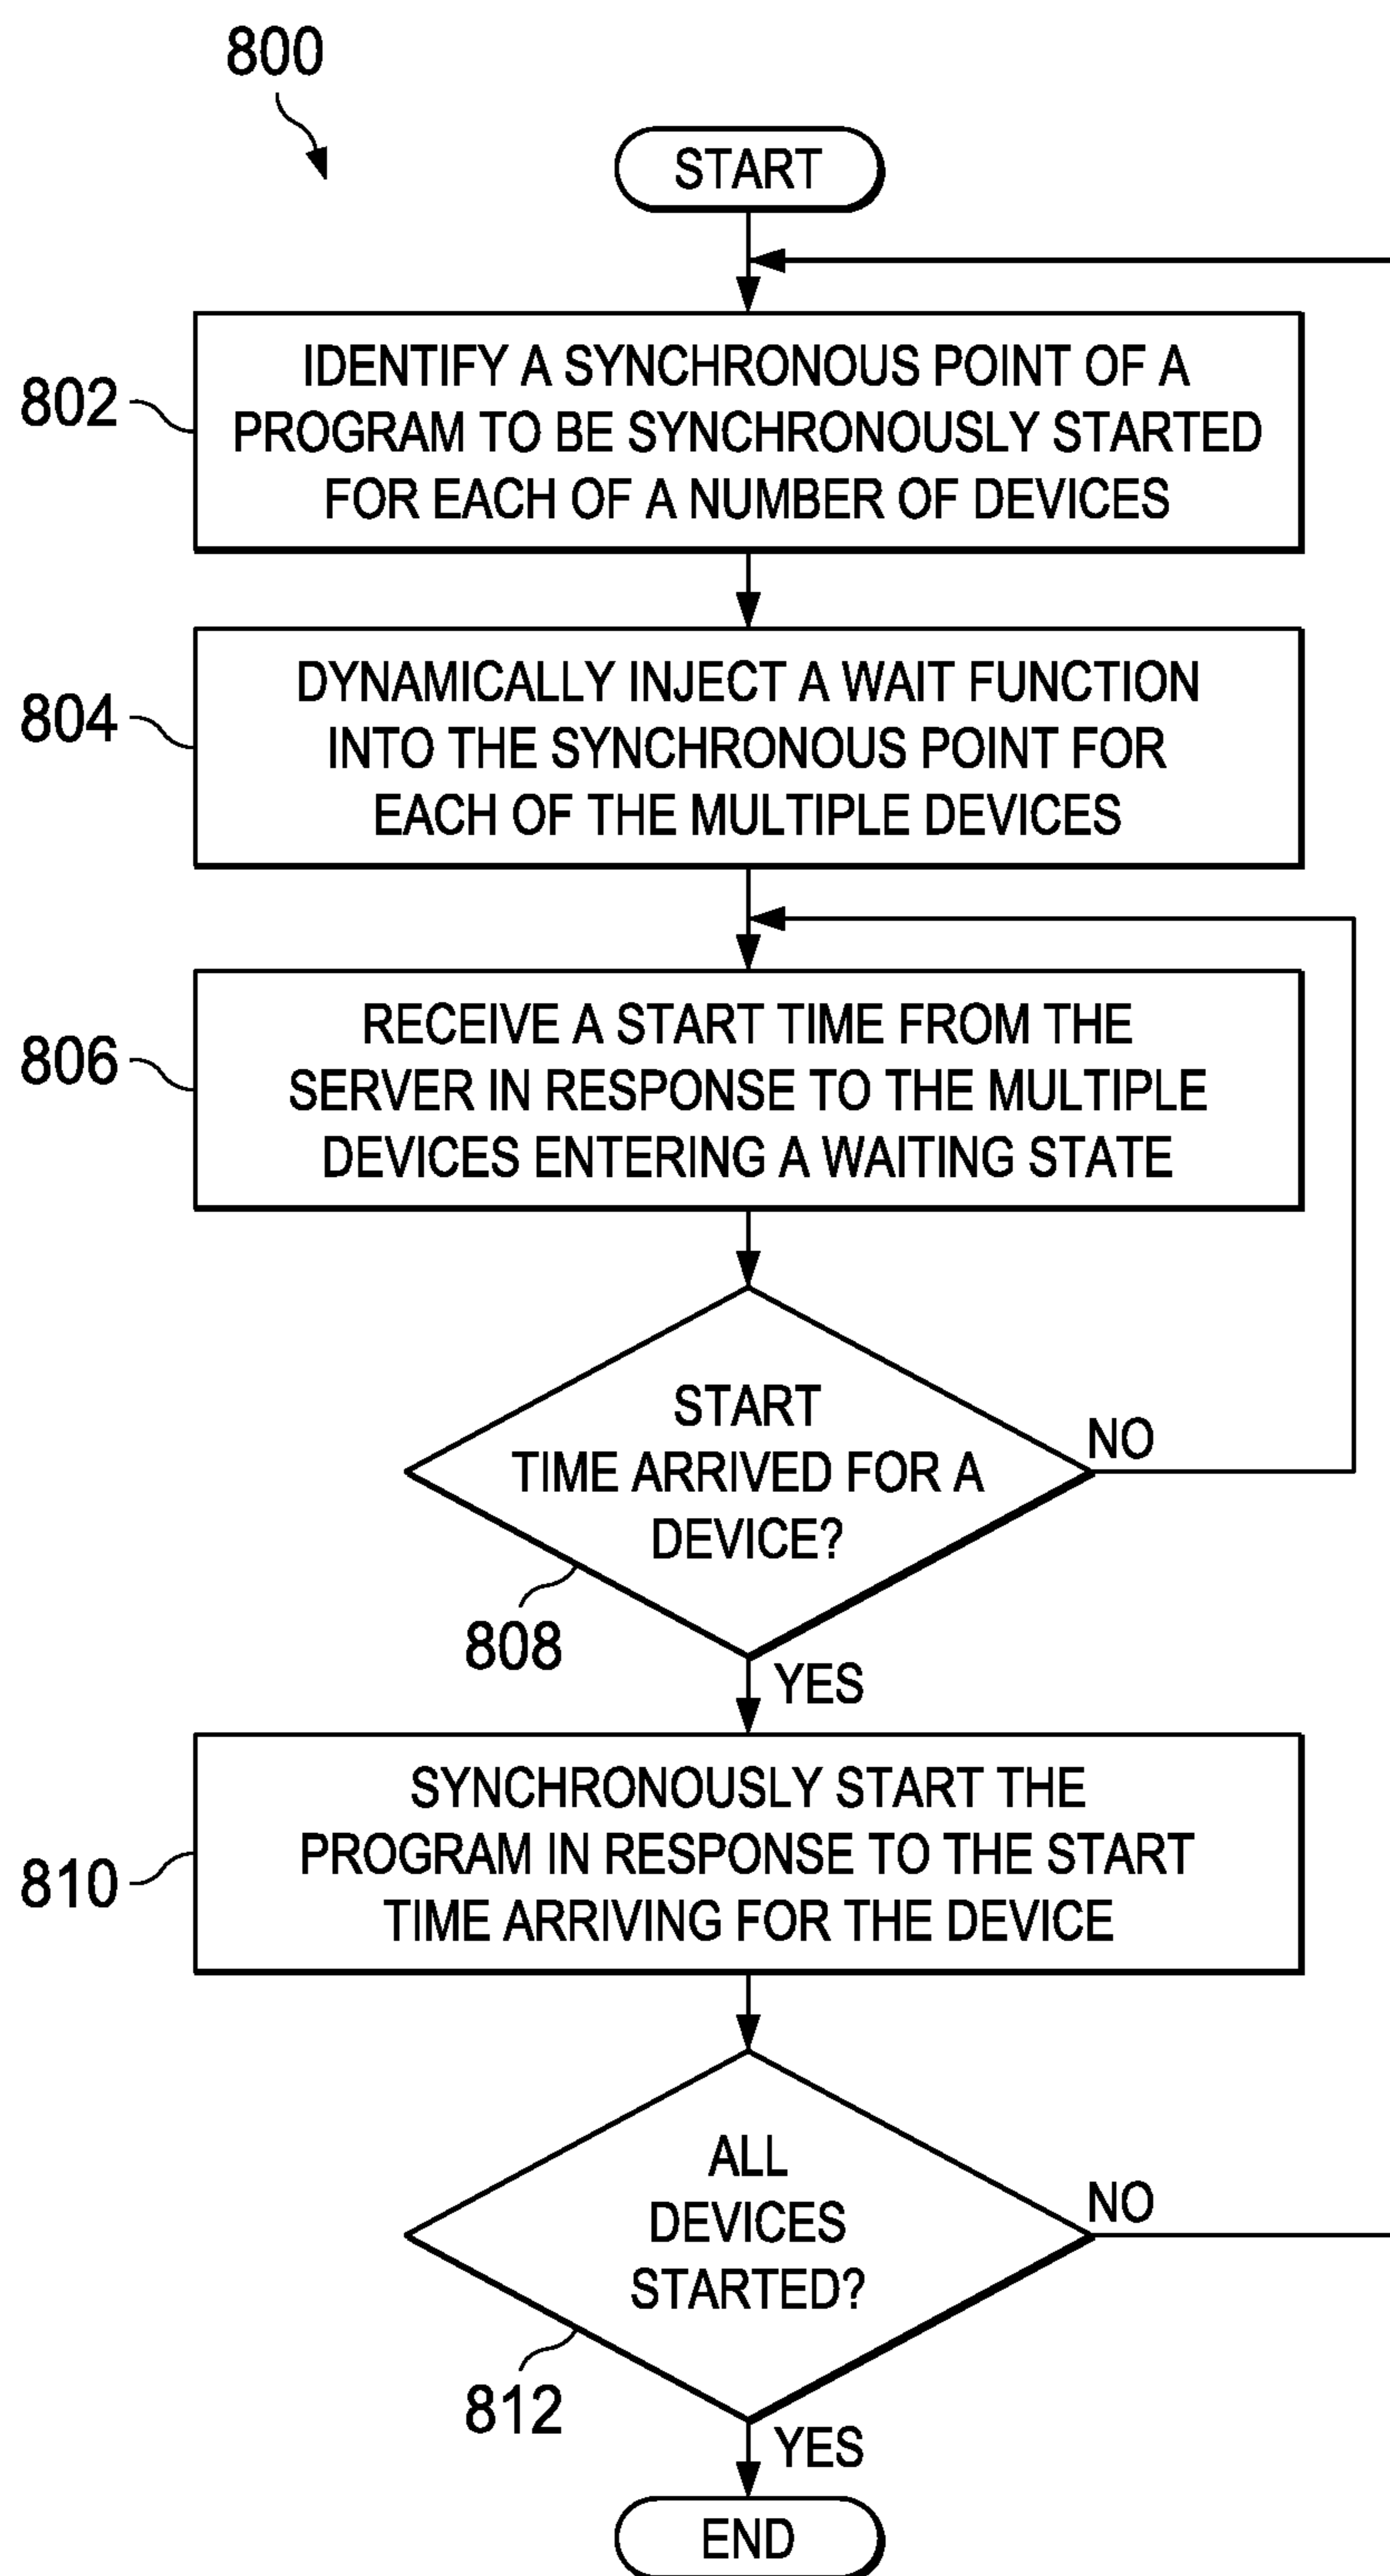 800
START
802
IDENTIFY A SYNCHRONOUS POINT OF A
PROGRAM TO BE SYNCHRONOUSLY STARTED
FOR EACH OF A NUMBER OF DEVICES
804
DYNAMICALLY INJECT A WAIT FUNCTION
INTO THE SYNCHRONOUS POINT FOR
EACH OF THE MULTIPLE DEVICES
806
RECEIVE A START TIME FROM THE
SERVER IN RESPONSE TO THE MULTIPLE
DEVICES ENTERING A WAITING STATE
START
TIME ARRIVED FOR A
DEVICE?
NO
808
YES
810
SYNCHRONOUSLY START THE
PROGRAM IN RESPONSE TO THE START
TIME ARRIVING FOR THE DEVICE
ALL
DEVICES
STARTED?
NO
812
YES
END